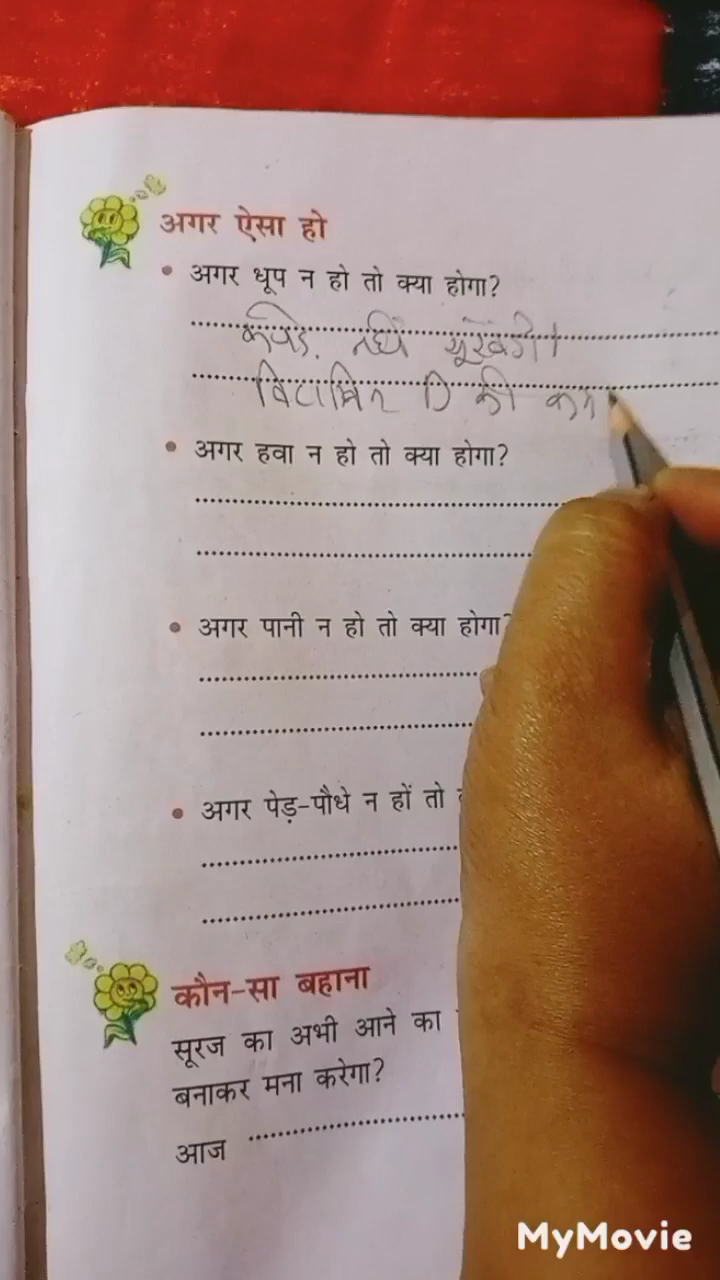 अगर ऐसा हो
• अगर धूप न हो तो क्या होगा?
कपड़े नहीं सूखेंगे।
विटामिन D की कम
• अगर हवा न हो तो क्या होगा?
• अगर पानी न हो तो क्या होगा?
• अगर पेड़-पौधे न हों तो
कौन-सा बहाना
सूरज का अभी आने का
बनाकर मना करेगा?
आज
MyMovie